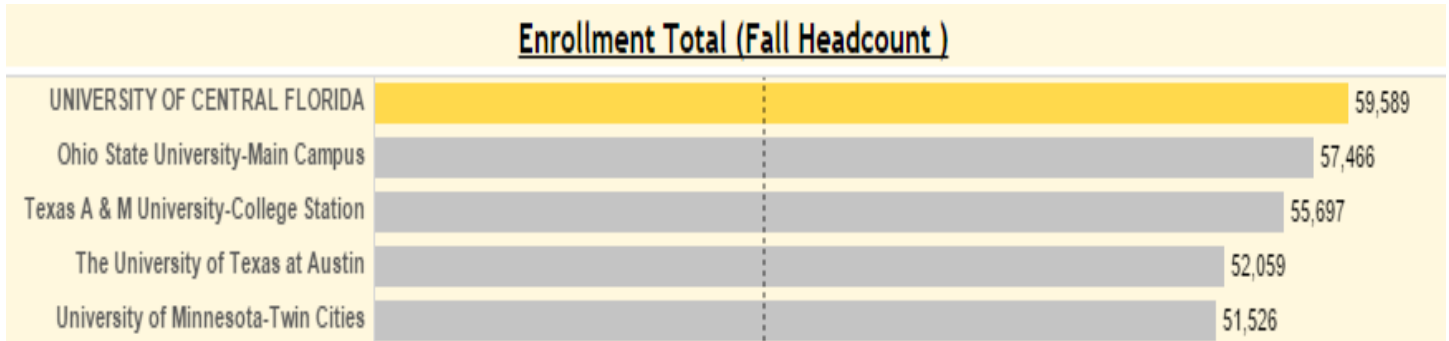 Enrollment Total (Fall Headcount )
UNIVERSITY OF CENTRAL FLORIDA 59,589
Ohio State University-Main Campus 57,466
Texas A & M University-College Station 55,697
The University of Texas at Austin 52,059
University of Minnesota-Twin Cities 51,526